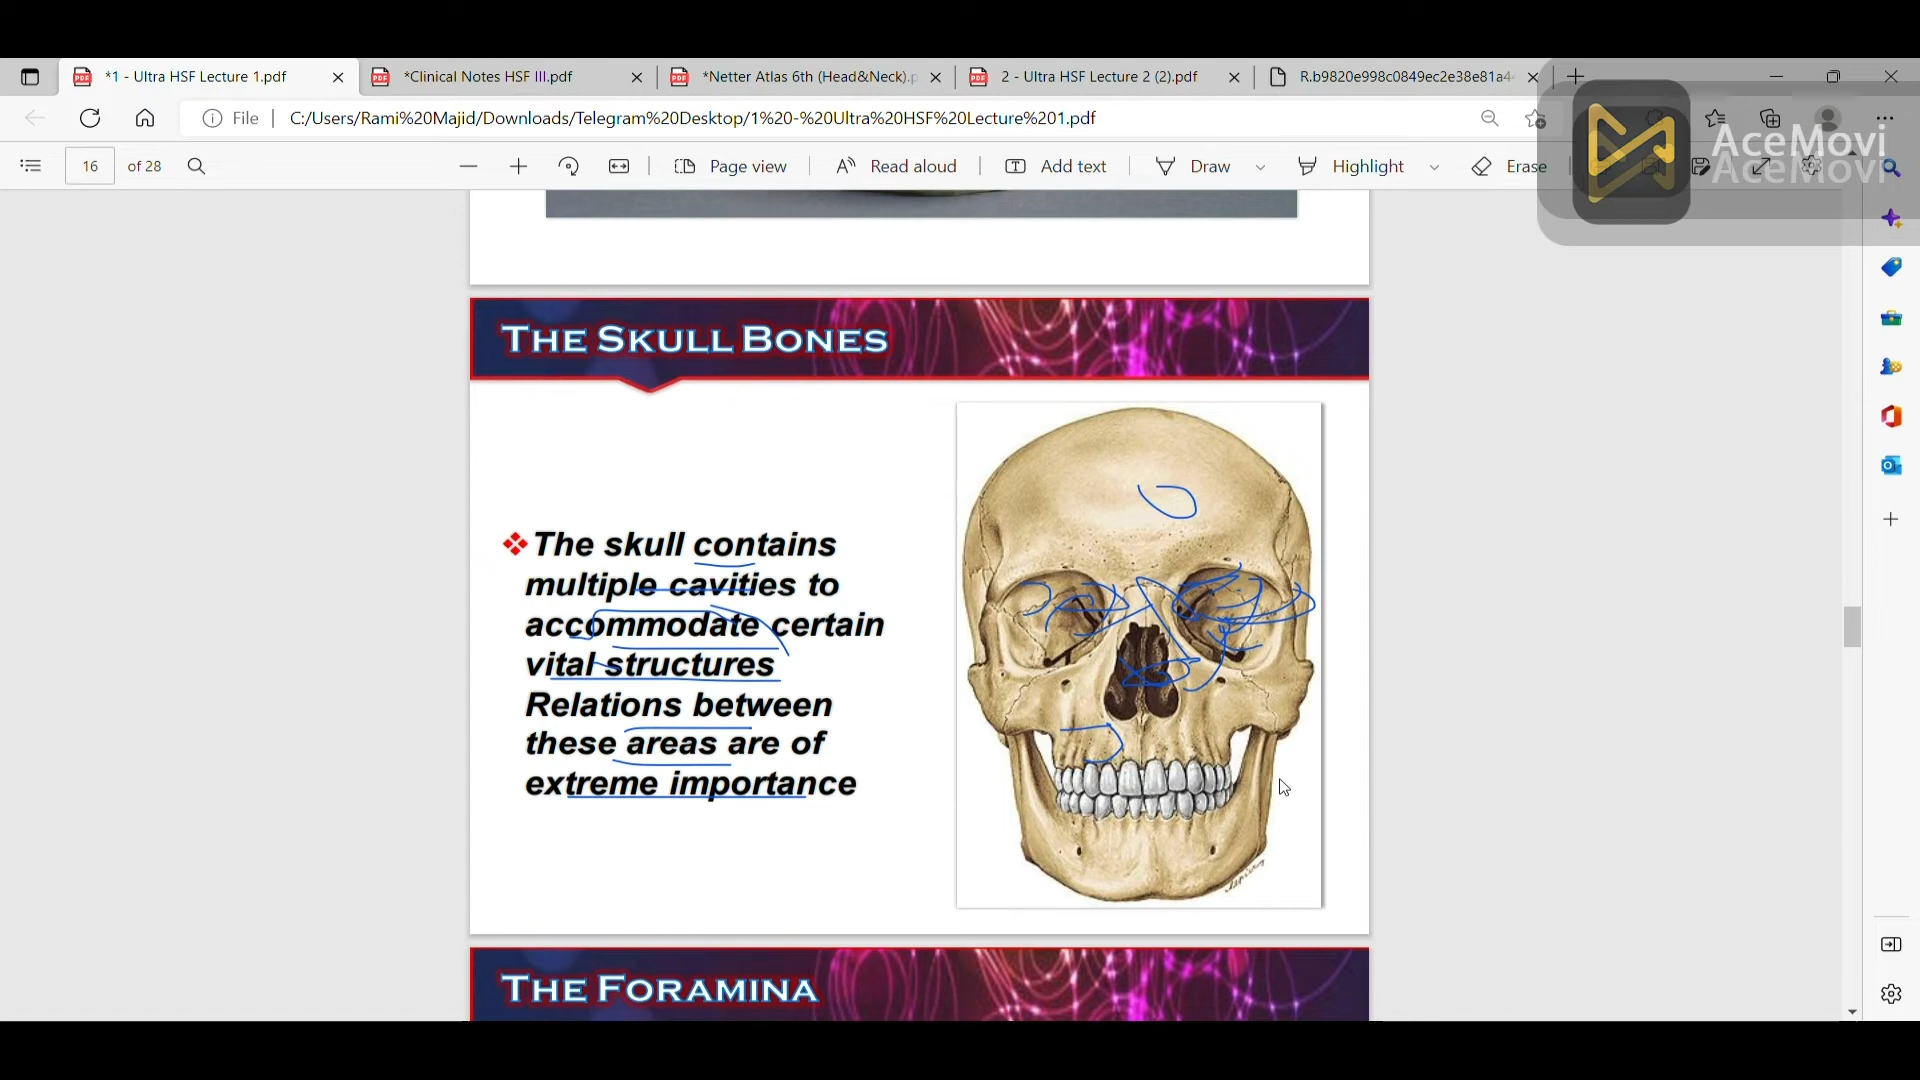 *1 - Ultra HSF Lecture 1.pdf
*Clinical Notes HSF III.pdf
*Netter Atlas 6th (Head&Neck).p
2 - Ultra HSF Lecture 2 (2).pdf
R.b9820e998c0849ec2e38e81a4
File
C:/Users/Rami%20Majid/Downloads/Telegram%20Desktop/1%20-%20Ultra%20HSF%20Lecture%201.pdf
16 of 28
Page view
Read aloud
Add text
Draw
Highlight
Erase
AceMovi
AceMovi
THE SKULL BONES
The skull contains
multiple cavities to
accommodate certain
vital structures
Relations between
these areas are of
extreme importance
THE FORAMINA